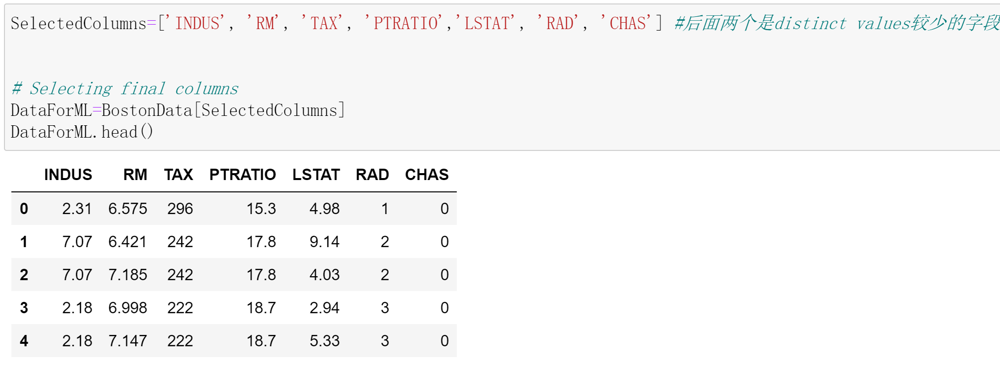 SelectedColumns=['INDUS', 'RM', 'TAX', 'PTRATIO','LSTAT', 'RAD', 'CHAS'] #后面两个是distinct values较少的字段
# Selecting final columns
DataForML=BostonData[SelectedColumns]
DataForML.head()
INDUS RM TAX PTRATIO LSTAT RAD CHAS
0 2.31 6.575 296 15.3 4.98 1 0
1 7.07 6.421 242 17.8 9.14 2 0
2 7.07 7.185 242 17.8 4.03 2 0
3 2.18 6.998 222 18.7 2.94 3 0
4 2.18 7.147 222 18.7 5.33 3 0